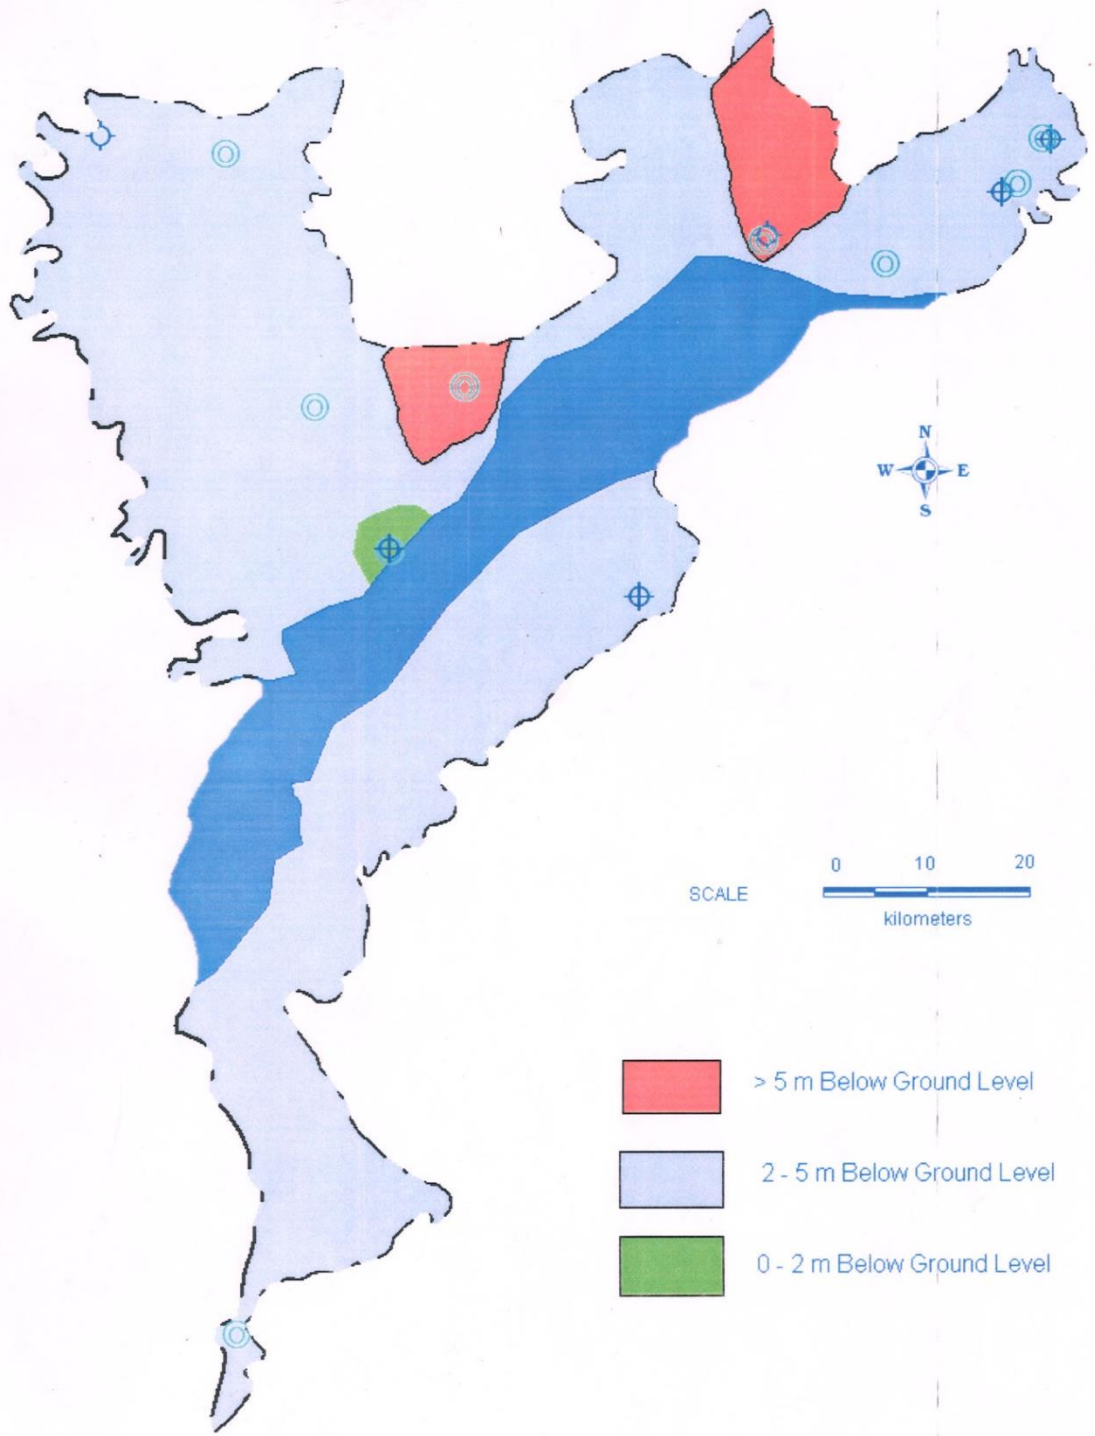 N
W E
S
0 10 20
SCALE
kilometers
> 5 m Below Ground Level
2 - 5 m Below Ground Level
0 - 2 m Below Ground Level